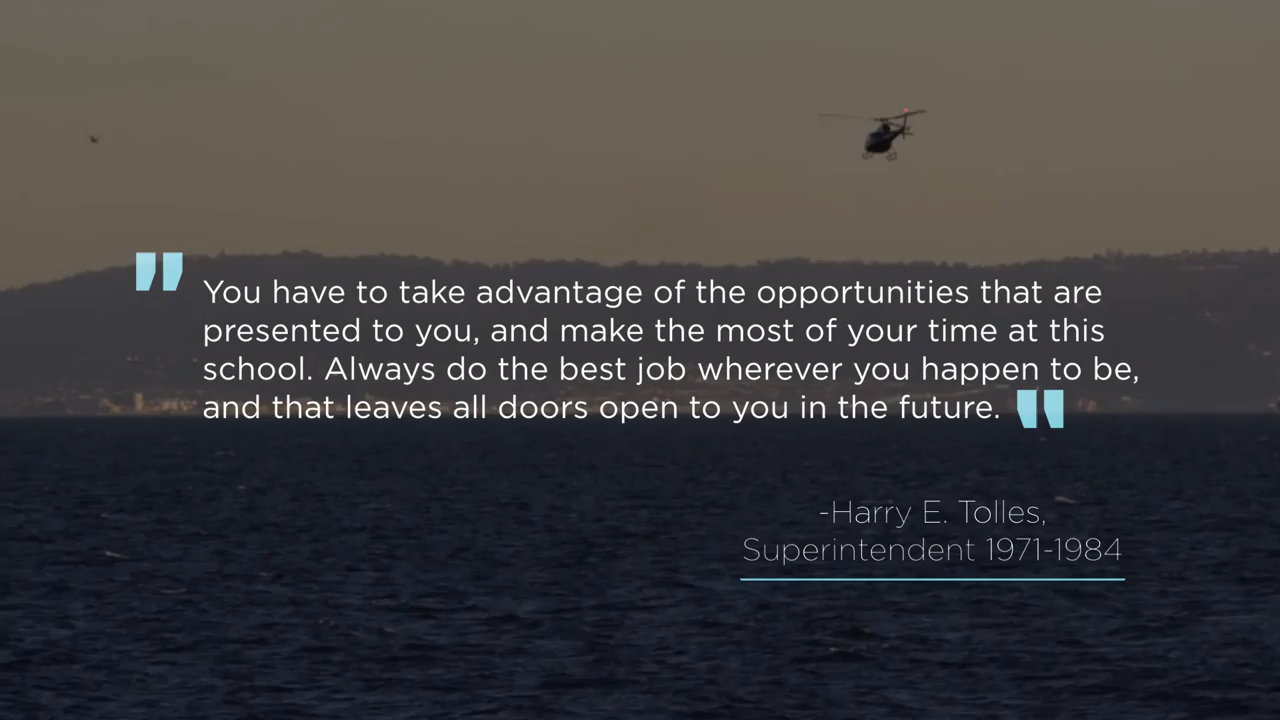 "You have to take advantage of the opportunities that are
presented to you, and make the most of your time at this
school. Always do the best job wherever you happen to be,
and that leaves all doors open to you in the future."
-Harry E. Tolles,
Superintendent 1971-1984